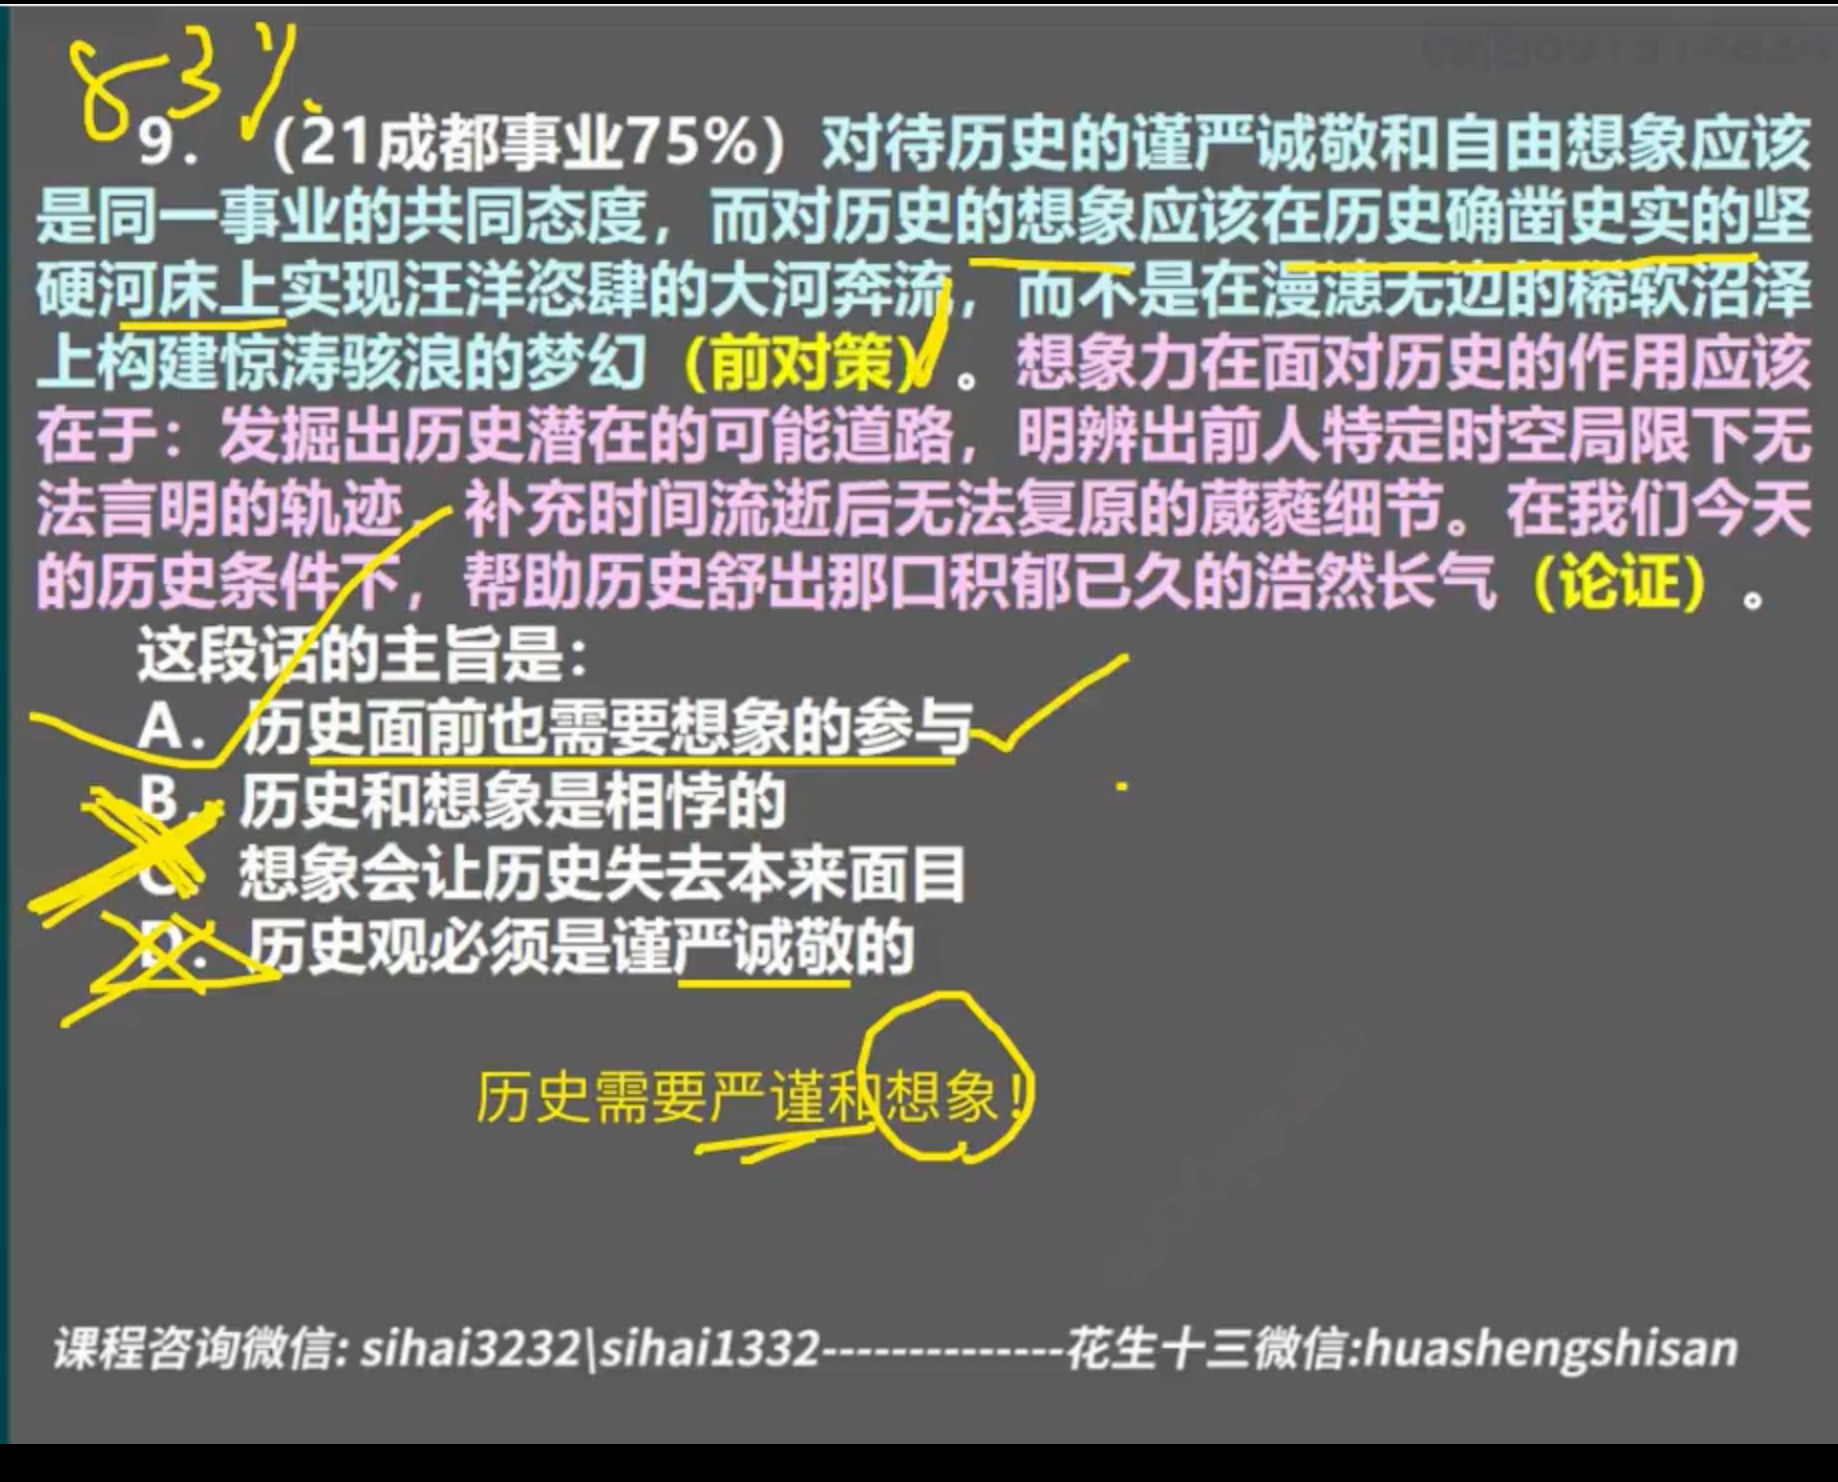 83%
9. （21成都事业75%）对待历史的谨严诚敬和自由想象应该
是同一事业的共同态度，而对历史的想象应该在历史确凿史实的坚
硬河床上实现汪洋恣肆的大河奔流，而不是在漫漶无边的稀软沼泽
上构建惊涛骇浪的梦幻（前对策）。想象力在面对历史的作用应该
在于：发掘出历史潜在的可能道路，明辨出前人特定时空局限下无
法言明的轨迹，补充时间流逝后无法复原的葳蕤细节。在我们今天
的历史条件下，帮助历史舒出那口积郁已久的浩然长气（论证）。
这段话的主旨是：
A. 历史面前也需要想象的参与
B. 历史和想象是相悖的
C. 想象会让历史失去本来面目
D. 历史观必须是谨严诚敬的
历史需要严谨和想象！
课程咨询微信: sihai3232\sihai1332--------------花生十三微信:huashengshisan